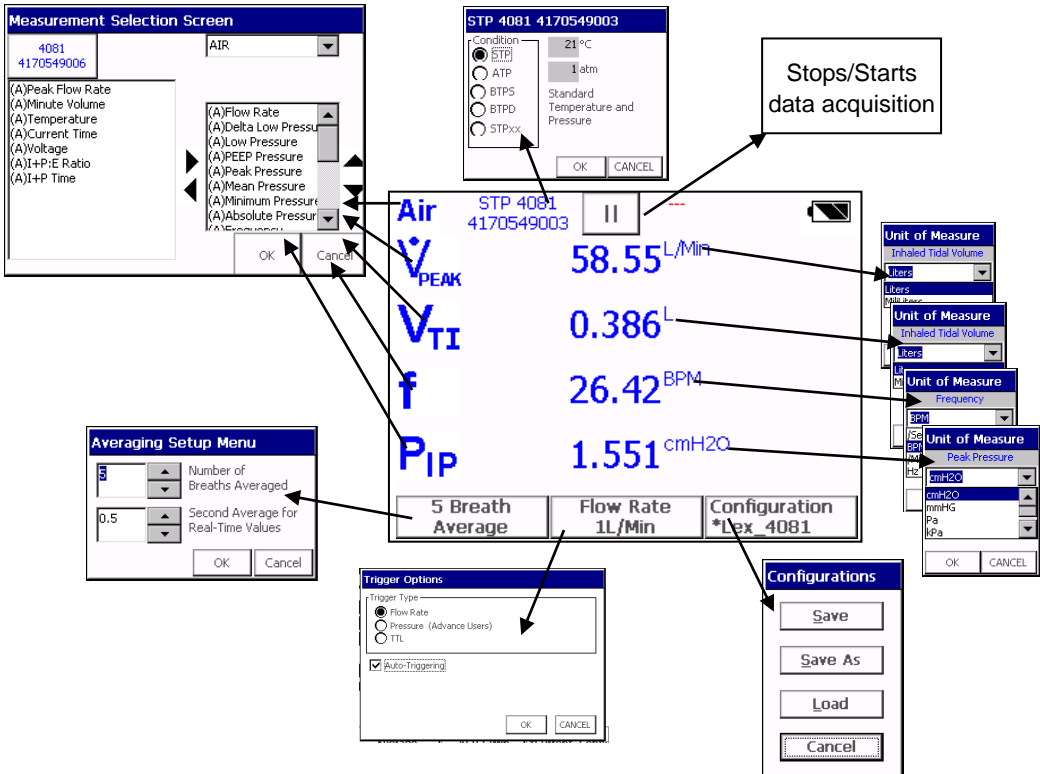 Measurement Selection Screen
4081
4170549006
AIR
(A)Peak Flow Rate
(A)Minute Volume
(A)Temperature
(A)Current Time
(A)Voltage
(A)I+P:E Ratio
(A)I+P Time
(A)Flow Rate
(A)Delta Low Pressu
(A)Low Pressure
(A)PEEP Pressure
(A)Peak Pressure
(A)Mean Pressure
(A)Minimum Pressure
(A)Absolute Pressur
(A)Frequency
OK
Cancel
STP 4081 4170549003
Condition
STP
ATP
BTPS
BTPD
STPxx
21 °C
1 atm
Standard
Temperature and
Pressure
OK
CANCEL
Stops/Starts
data acquisition
Air
STP 4081
4170549003
II
---
V̇PEAK
58.55 L/Min
VTI
0.386 L
f
26.42 BPM
PIP
1.551 cmH2O
5 Breath
Average
Flow Rate
1L/Min
Configuration
*Lex_4081
Unit of Measure
Inhaled Tidal Volume
Liters
Liters
MilliLiters
Unit of Measure
Inhaled Tidal Volume
Liters
Unit of Measure
Frequency
BPM
Hz
Unit of Measure
Peak Pressure
cmH2O
cmH2O
mmHG
Pa
kPa
OK
CANCEL
Averaging Setup Menu
5
Number of
Breaths Averaged
0.5
Second Average for
Real-Time Values
OK
Cancel
Trigger Options
Trigger Type
Flow Rate
Pressure (Advance Users)
TTL
Auto-Triggering
OK
CANCEL
Configurations
Save
Save As
Load
Cancel